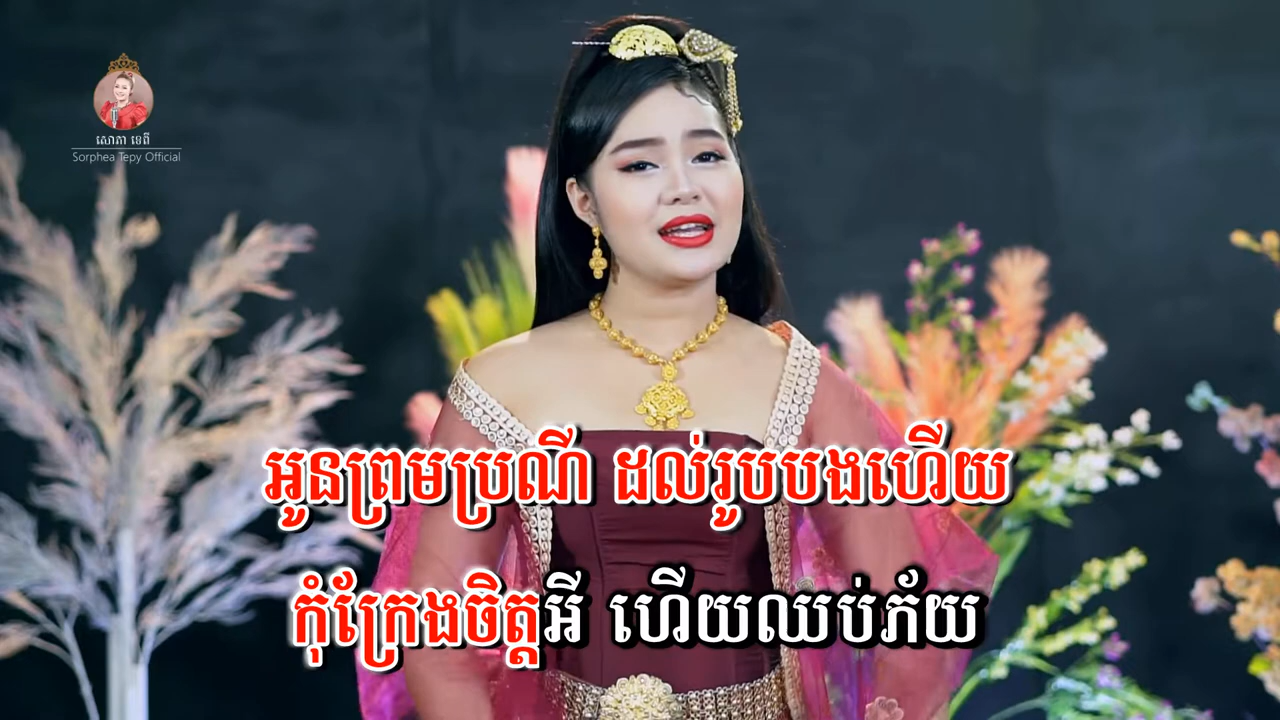 សោភា ទេពី
Sorphea Tepy Official
អូនព្រមប្រណី ដល់រូបបងហើយ
កុំក្រែងចិត្តអី ហើយឈប់ភ័យ